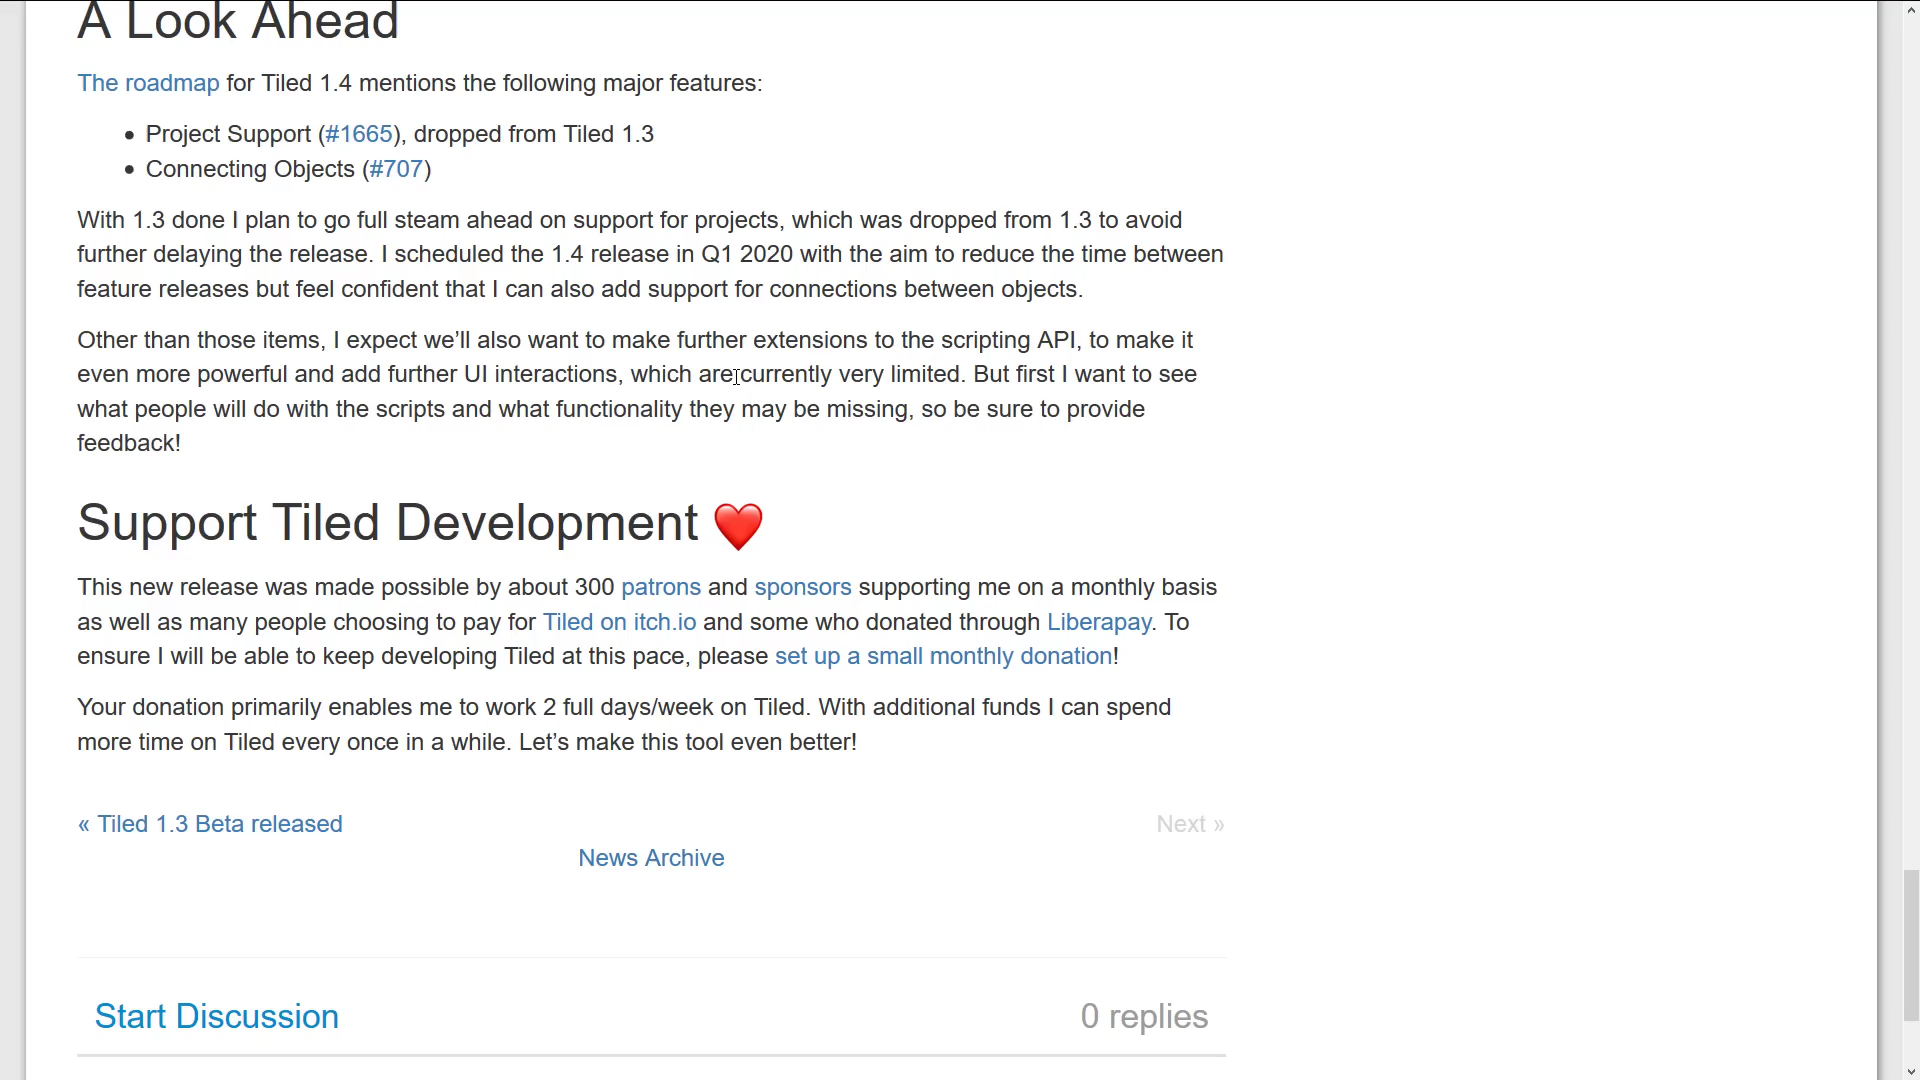 A Look Ahead
The roadmap for Tiled 1.4 mentions the following major features:
Project Support (#1665), dropped from Tiled 1.3
Connecting Objects (#707)
With 1.3 done I plan to go full steam ahead on support for projects, which was dropped from 1.3 to avoid
further delaying the release. I scheduled the 1.4 release in Q1 2020 with the aim to reduce the time between
feature releases but feel confident that I can also add support for connections between objects.
Other than those items, I expect we’ll also want to make further extensions to the scripting API, to make it
even more powerful and add further UI interactions, which are currently very limited. But first I want to see
what people will do with the scripts and what functionality they may be missing, so be sure to provide
feedback!
Support Tiled Development ❤️
This new release was made possible by about 300 patrons and sponsors supporting me on a monthly basis
as well as many people choosing to pay for Tiled on itch.io and some who donated through Liberapay. To
ensure I will be able to keep developing Tiled at this pace, please set up a small monthly donation!
Your donation primarily enables me to work 2 full days/week on Tiled. With additional funds I can spend
more time on Tiled every once in a while. Let’s make this tool even better!
« Tiled 1.3 Beta released
Next »
News Archive
Start Discussion
0 replies